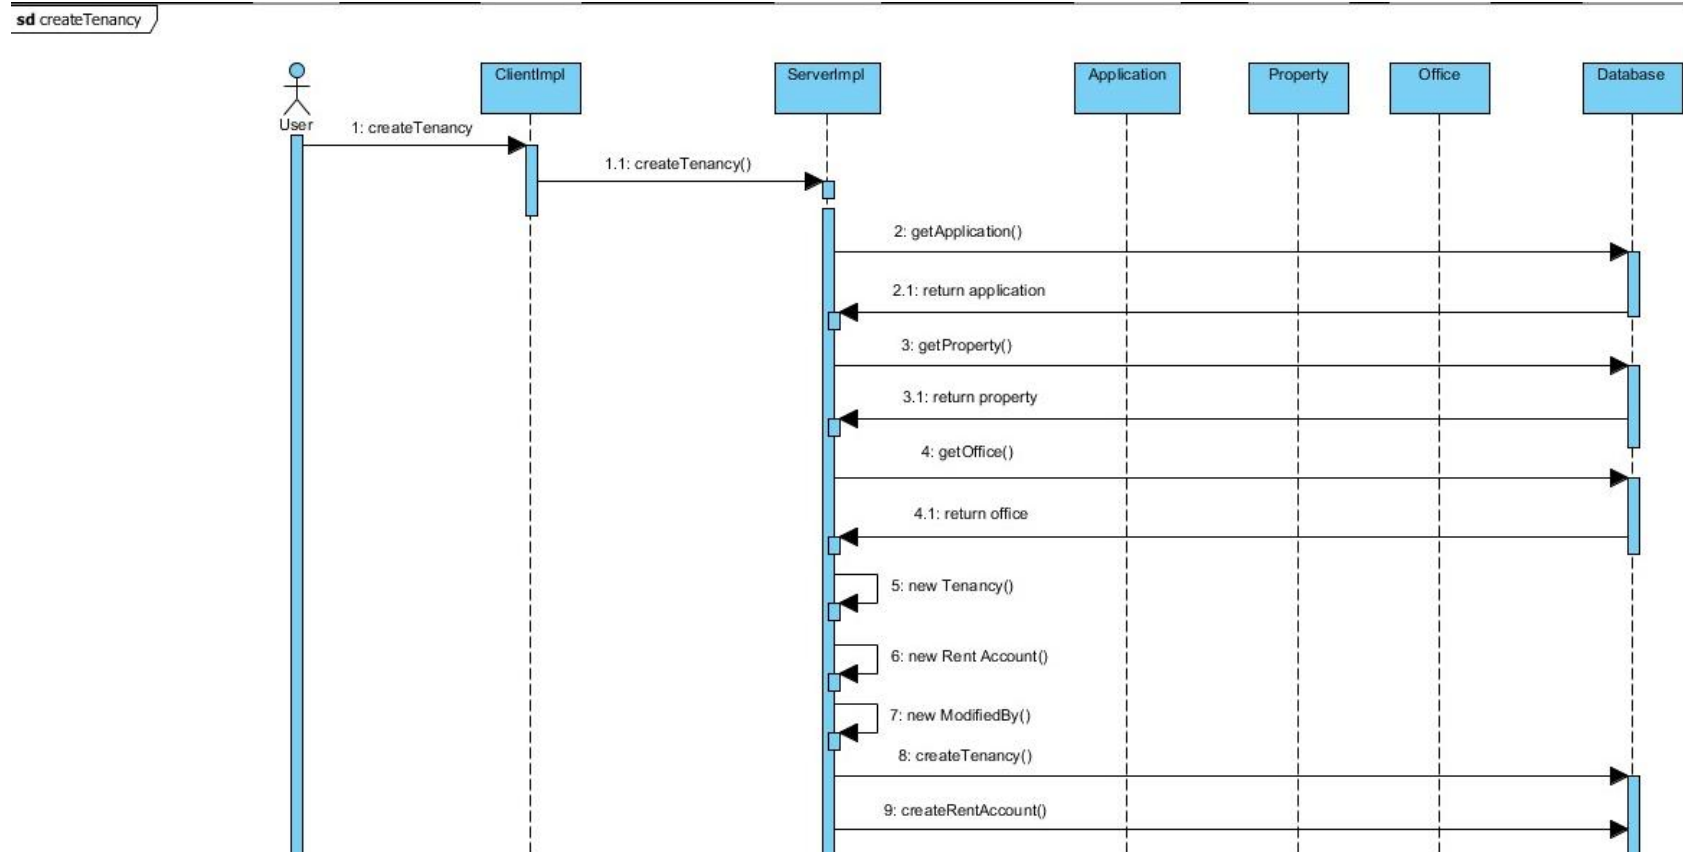 sd createTenancy
ClientImpl
ServerImpl
Application
Property
Office
Database
User
1: createTenancy
1.1: createTenancy()
2: getApplication()
2.1: return application
3: getProperty()
3.1: return property
4: getOffice()
4.1: return office
5: new Tenancy()
6: new Rent Account()
7: new ModifiedBy()
8: createTenancy()
9: createRentAccount()